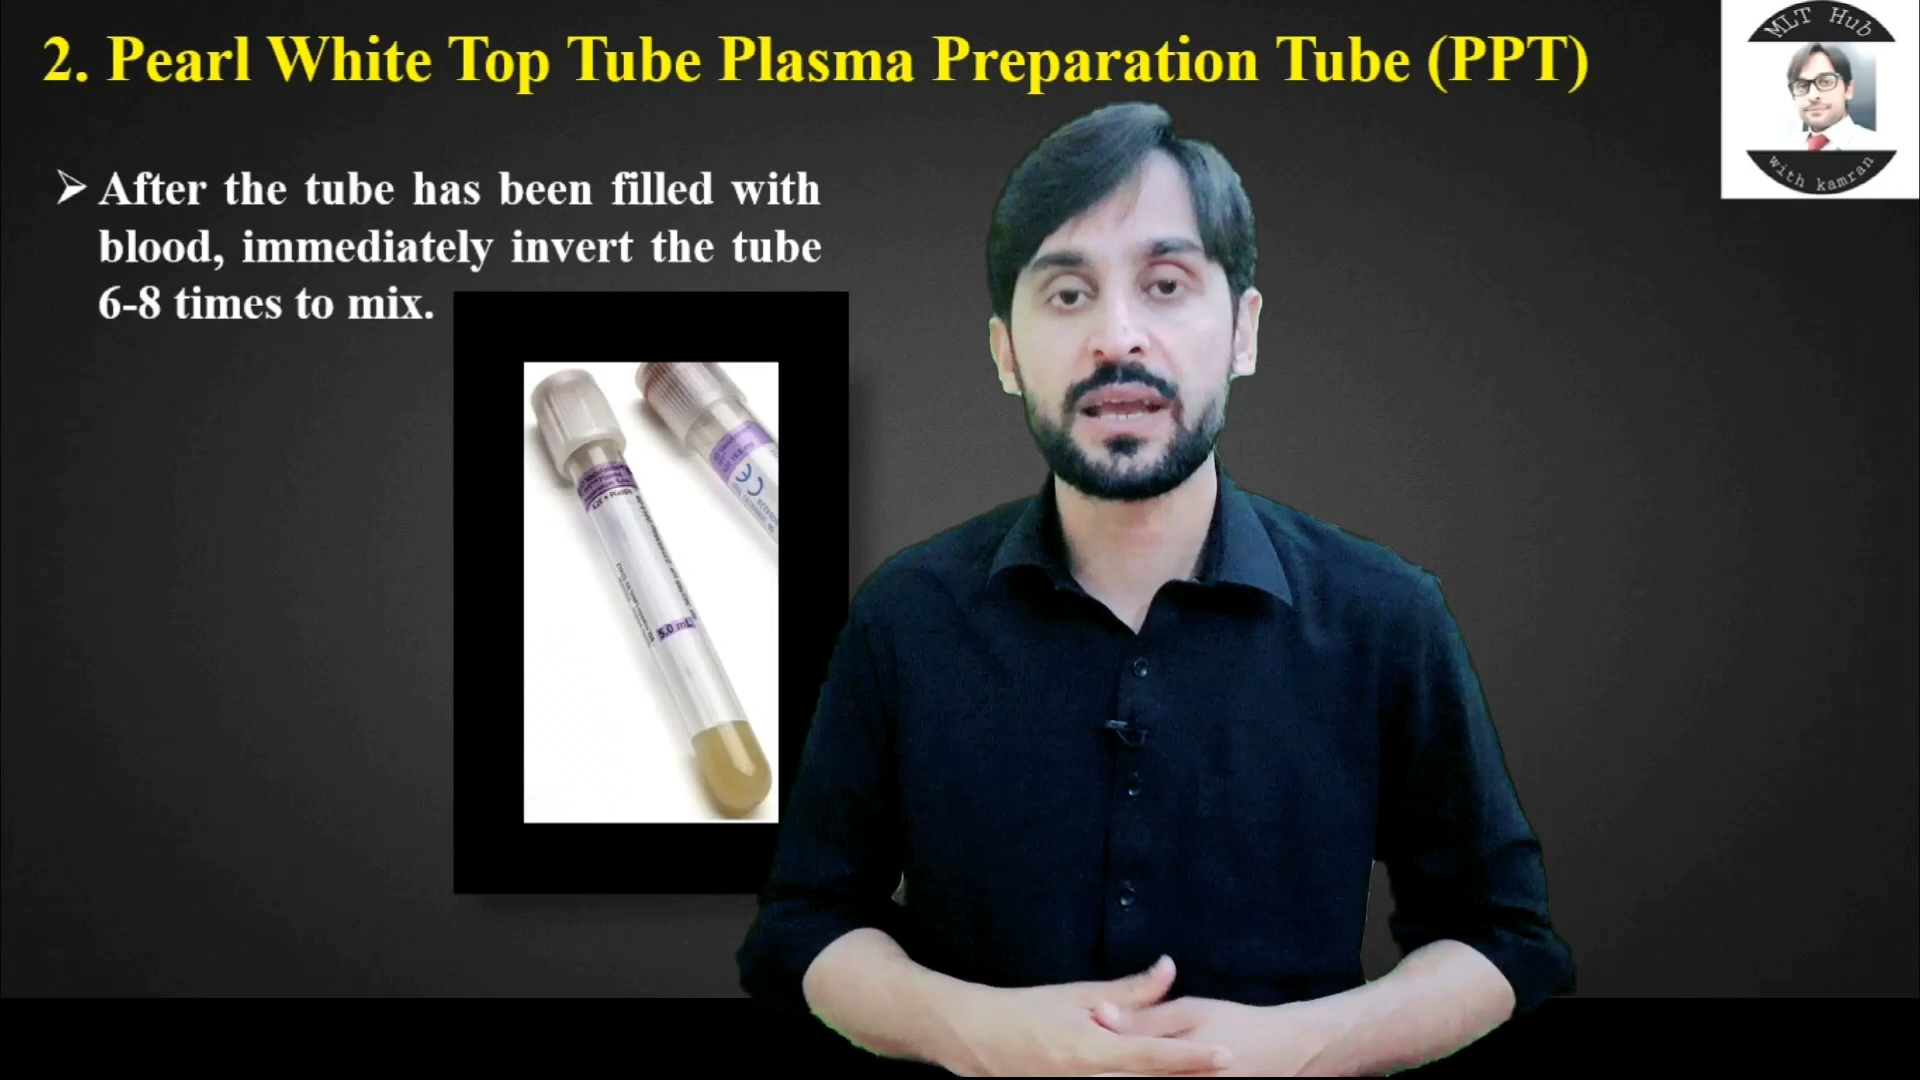 2. Pearl White Top Tube Plasma Preparation Tube (PPT)
MLT Hub
with kamran
➢ After the tube has been filled with
blood, immediately invert the tube
6-8 times to mix.
CE
5.0 mL